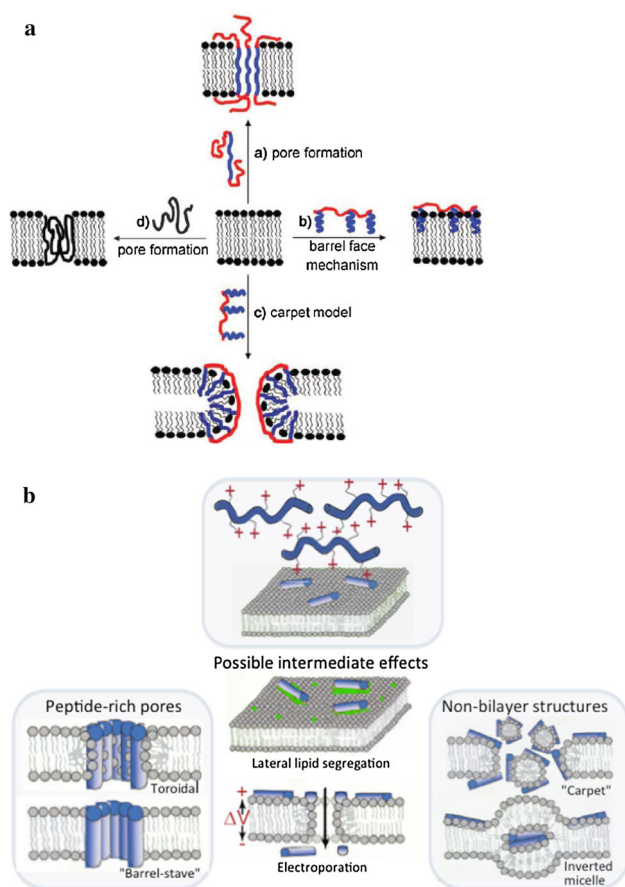 a
a) pore formation
d)
pore formation
b)
barrel face
mechanism
c) carpet model
b
+ + + + + + + + +
+ + + + + +
Possible intermediate effects
Peptide-rich pores
Toroidal
"Barrel-stave"
Lateral lipid segregation
+
ΔV
-
Electroporation
Non-bilayer structures
"Carpet"
Inverted
micelle